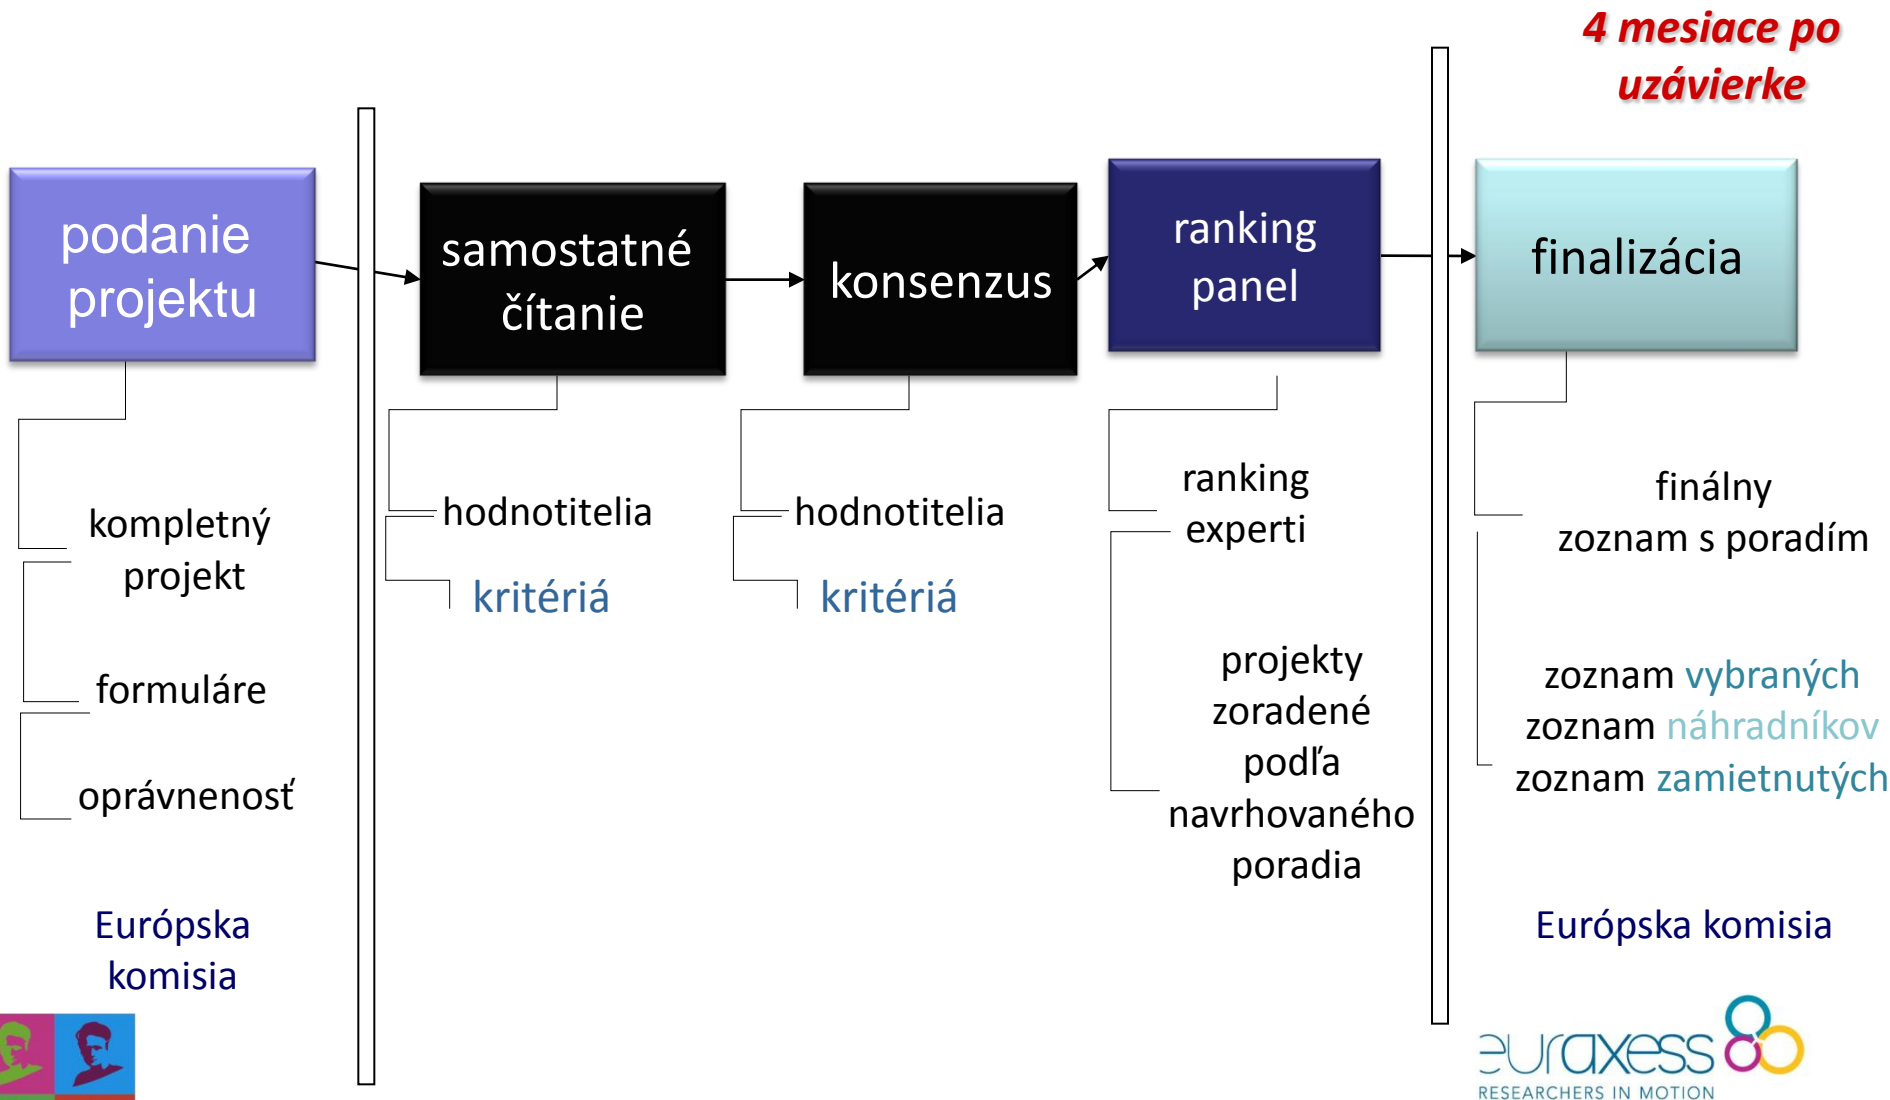 4 mesiace po
uzávierke
podanie
projektu
samostatné
čítanie
konsenzus
ranking
panel
finalizácia
kompletný
projekt
formuláre
oprávnenosť
Európska
komisia
hodnotitelia
kritériá
hodnotitelia
kritériá
ranking
experti
projekty
zoradené
podľa
navrhovaného
poradia
finálny
zoznam s poradím
zoznam vybraných
zoznam náhradníkov
zoznam zamietnutých
Európska komisia
euraxess
RESEARCHERS IN MOTION